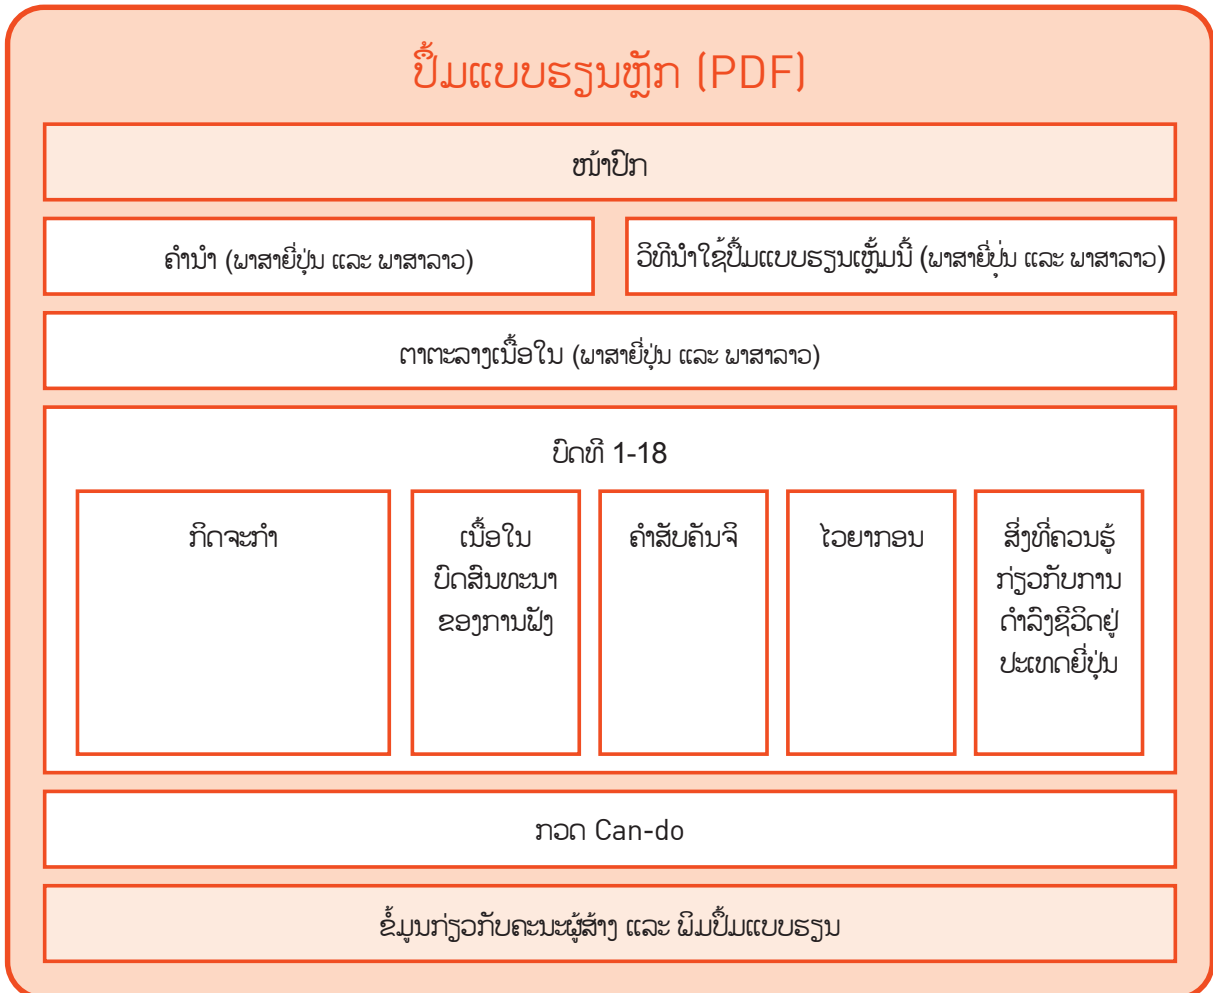 ປຶ້ມແບບຮຽນຫຼັກ (PDF)
ໜ້າປົກ
ຄຳນຳ (ພາສາຍີ່ປຸ່ນ ແລະ ພາສາລາວ)
ວິທີນຳໃຊ້ປຶ້ມແບບຮຽນເຫຼັ້ມນີ້ (ພາສາຍີ່ປຸ່ນ ແລະ ພາສາລາວ)
ຕາຕະລາງເນື້ອໃນ (ພາສາຍີ່ປຸ່ນ ແລະ ພາສາລາວ)
ບົດທີ 1-18
ກິດຈະກຳ
ເນື້ອໃນ
ບົດສົນທະນາ
ຂອງການຟັງ
ຄຳສັບຄັນຈິ
ໄວຍາກອນ
ສິ່ງທີ່ຄວນຮູ້
ກ່ຽວກັບການ
ດຳລົງຊີວິດຢູ່
ປະເທດຍີ່ປຸ່ນ
ກວດ Can-do
ຂໍ້ມູນກ່ຽວກັບຄະນະຜູ້ສ້າງ ແລະ ພິມປຶ້ມແບບຮຽນ